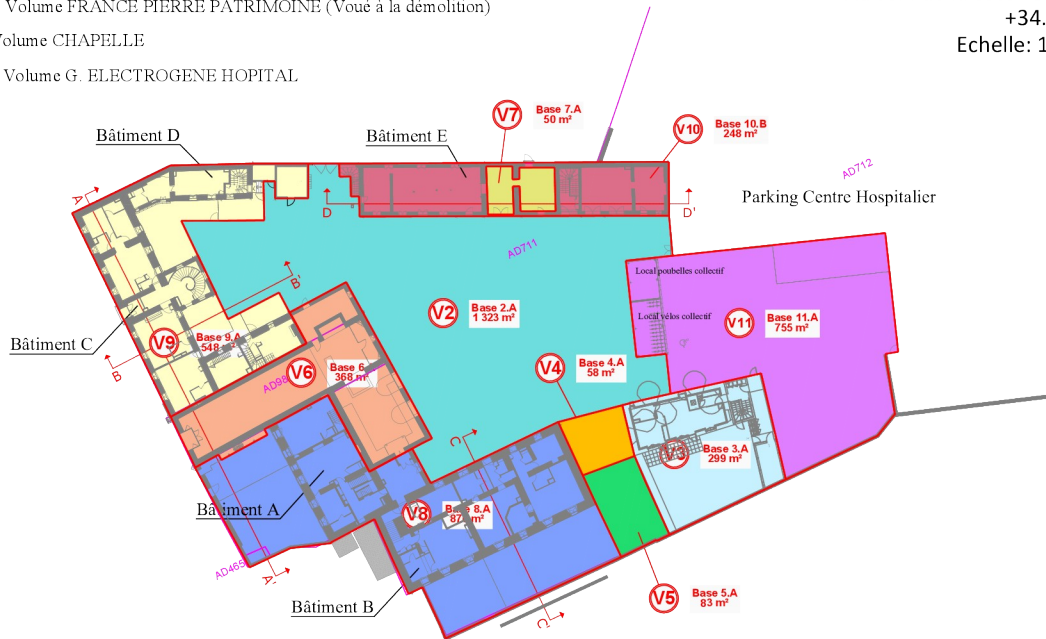 Volume FRANCE PIERRE PATRIMOINE (Voué à la démolition)
Volume CHAPELLE
Volume G. ELECTROGENE HOPITAL
+34.
Echelle: 1
Bâtiment D
Bâtiment E
V7
Base 7.A
50 m²
V10
Base 10.B
248 m²
AD712
Parking Centre Hospitalier
A
D
D'
AD711
B'
Local poubelles collectif
Local vélos collectif
V2
Base 2.A
1 323 m²
V11
Base 11.A
755 m²
Bâtiment C
V9
Base 9.A
548 m²
B
V6
Base 6
368 m²
AD98
V4
Base 4.A
58 m²
C
V3
Base 3.A
299 m²
Bâtiment A
V8
8.A
m²
AD465
A'
Bâtiment B
V5
Base 5.A
83 m²
C'